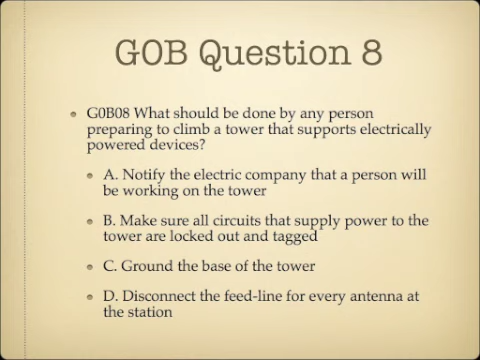 G0B Question 8
G0B08 What should be done by any person
preparing to climb a tower that supports electrically
powered devices?
A. Notify the electric company that a person will
be working on the tower
B. Make sure all circuits that supply power to the
tower are locked out and tagged
C. Ground the base of the tower
D. Disconnect the feed-line for every antenna at
the station